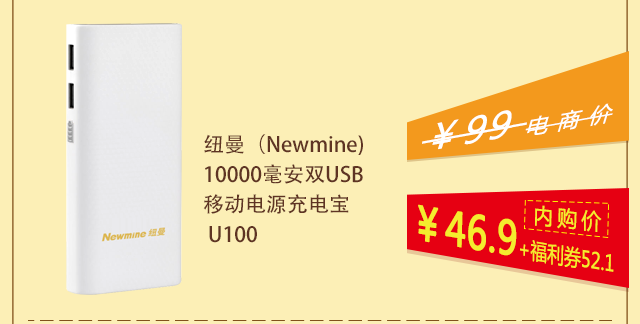 Newmine 纽曼
纽曼（Newmine)
10000毫安双USB
移动电源充电宝
U100
￥99 电商价
￥46.9
内购价
+福利券52.1